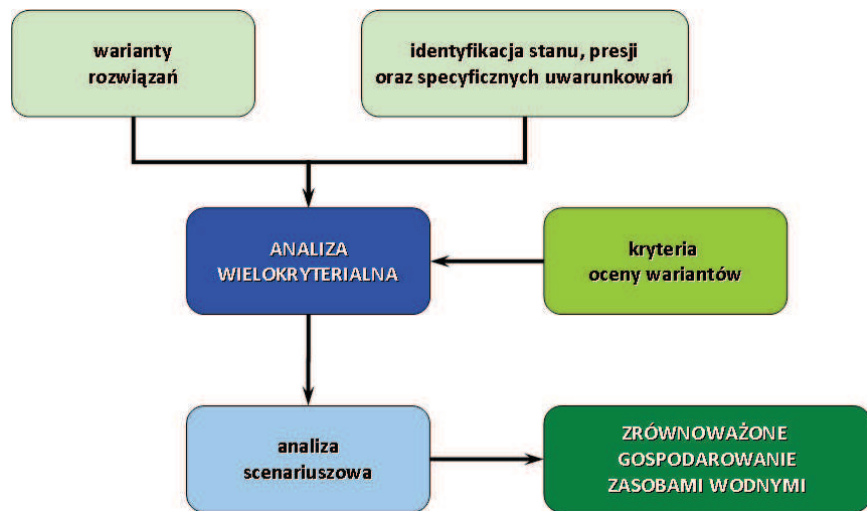 warianty
rozwiązań
identyfikacja stanu, presji
oraz specyficznych uwarunkowań
ANALIZA
WIELOKRYTERIALNA
kryteria
oceny wariantów
analiza
scenariuszowa
ZRÓWNOWAŻONE
GOSPODAROWANIE
ZASOBAMI WODNYMI